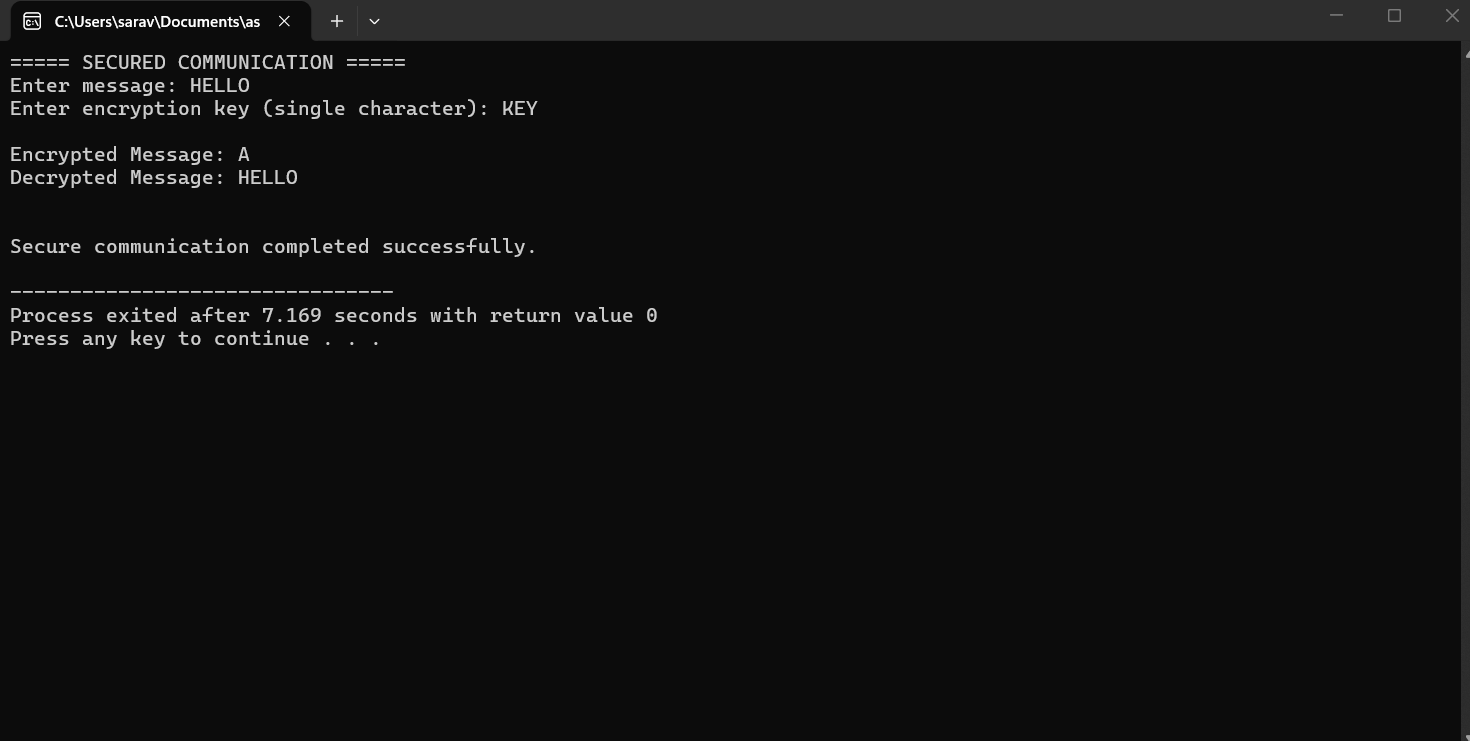 C:\Users\sarav\Documents\as
===== SECURED COMMUNICATION =====
Enter message: HELLO
Enter encryption key (single character): KEY
Encrypted Message: A
Decrypted Message: HELLO
Secure communication completed successfully.
--------------------------------
Process exited after 7.169 seconds with return value 0
Press any key to continue . . .